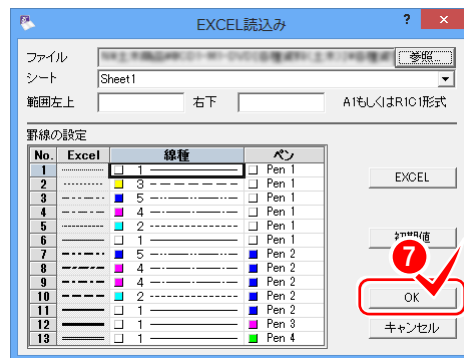 EXCEL読込み
ファイル 参照...
シート Sheet1
範囲左上 右下 A1もしくはR1C1形式
罫線の設定
No. Excel 線種 ペン
1 1 Pen 1
2 3 Pen 1
3 5 Pen 1
4 4 Pen 1
5 2 Pen 1
6 1 Pen 1
7 5 Pen 2
8 4 Pen 2
9 4 Pen 2
10 2 Pen 2
11 1 Pen 2
12 1 Pen 3
13 1 Pen 4
EXCEL
初期値
7
OK
キャンセル